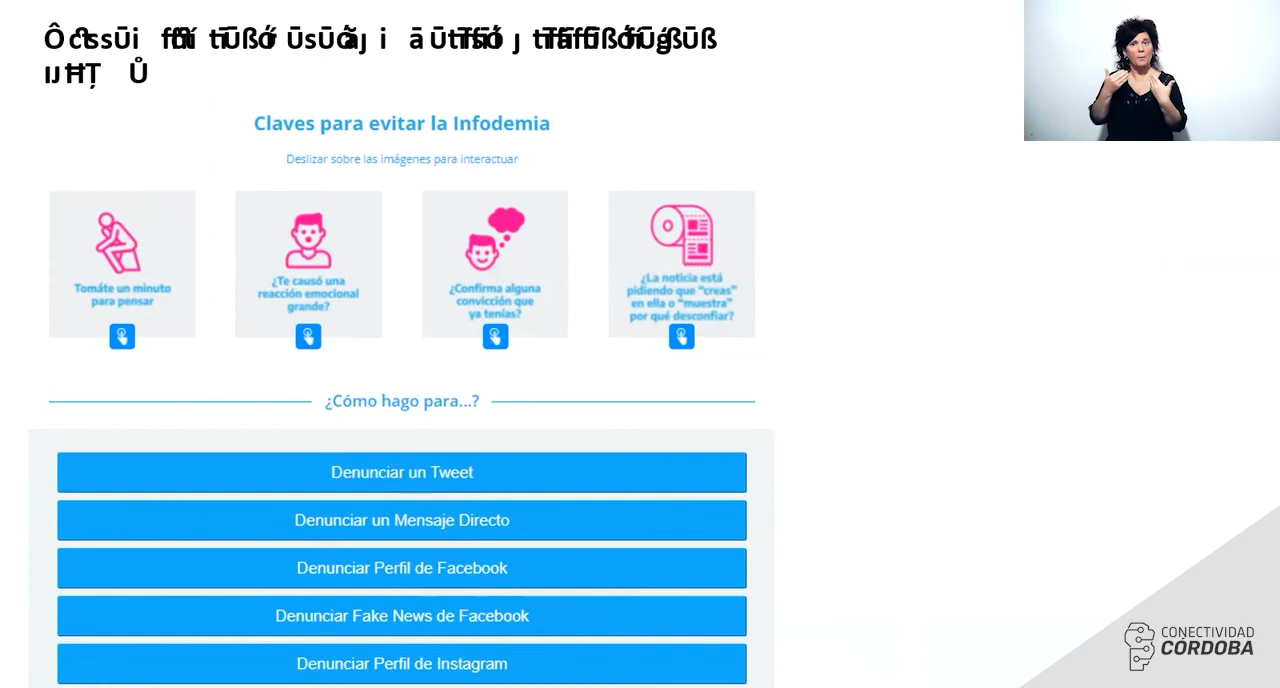 Claves para evitar la Infodemia
Deslizar sobre las imágenes para interactuar
Tomáte un minuto
para pensar
¿Te causó una
reacción emocional
grande?
¿Confirma alguna
convicción que
ya tenías?
¿La noticia está
pidiendo que “creas”
en ella o “muestra”
por qué desconfiar?
¿Cómo hago para...?
Denunciar un Tweet
Denunciar un Mensaje Directo
Denunciar Perfil de Facebook
Denunciar Fake News de Facebook
Denunciar Perfil de Instagram
CONECTIVIDAD
CÓRDOBA